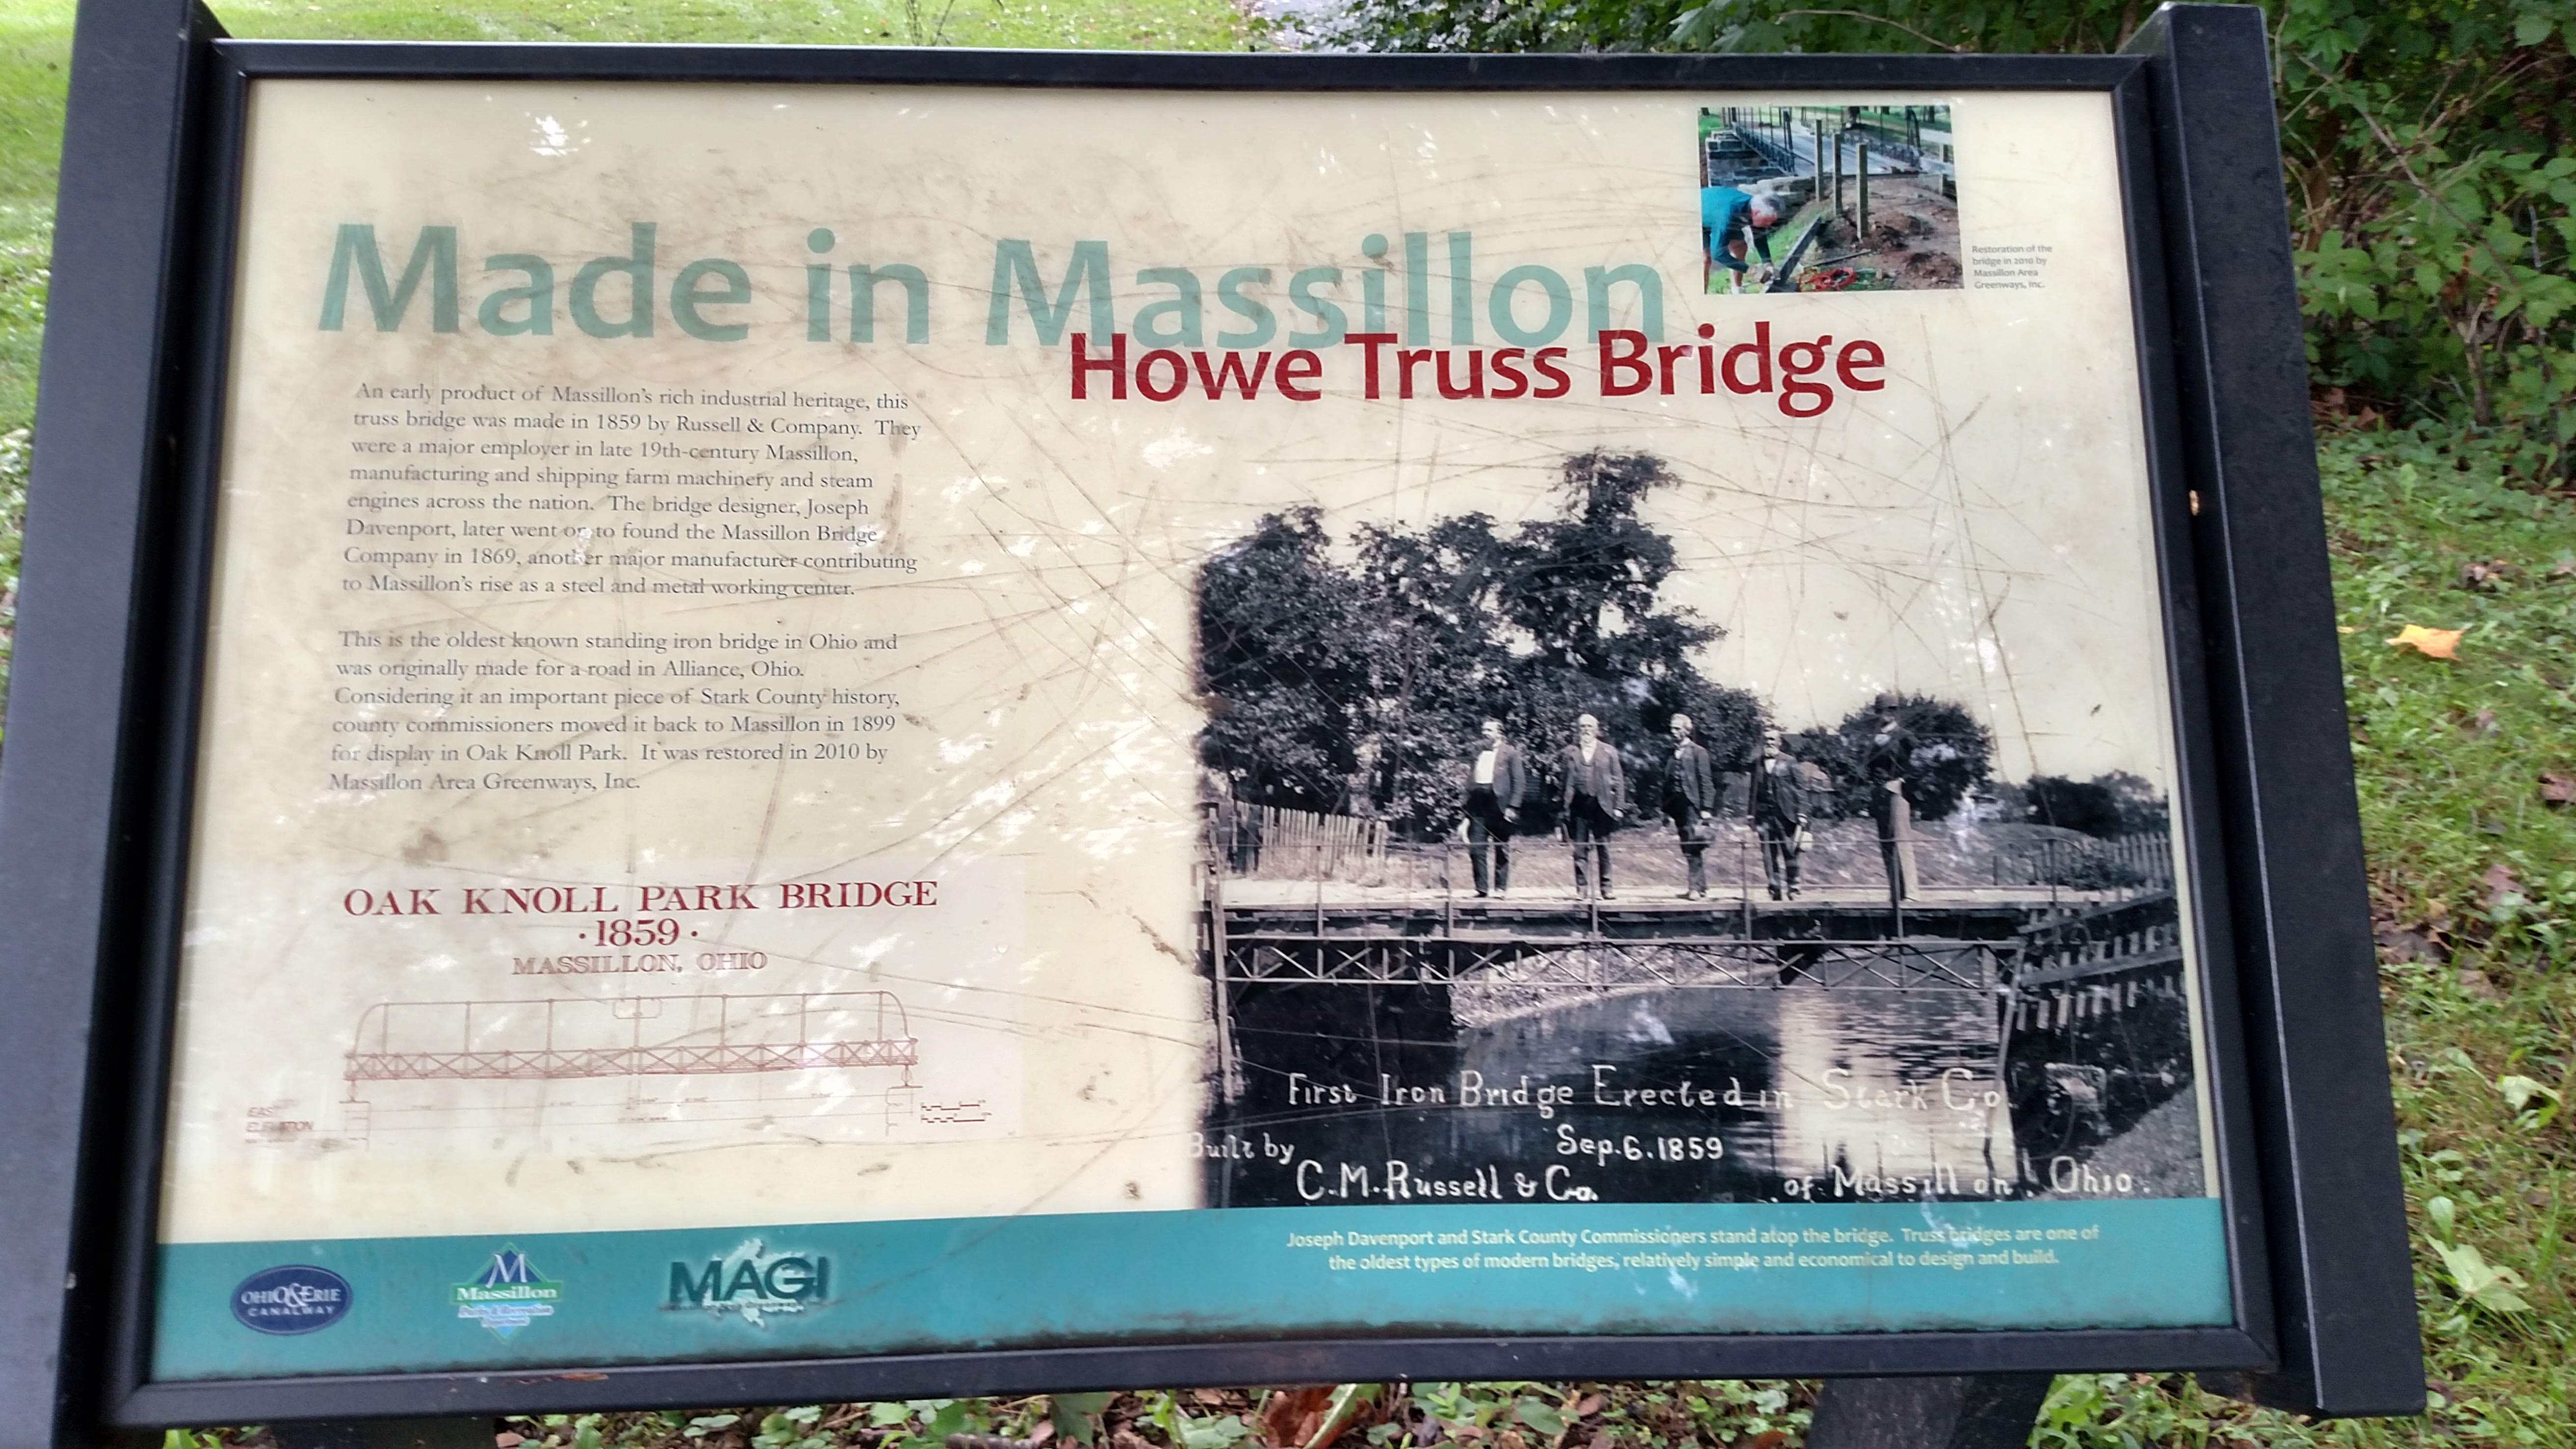 Made in Massillon
Howe Truss Bridge
Restoration of the
bridge in 2010 by
Massillon Area
Greenways, Inc.
An early product of Massillon's rich industrial heritage, this
truss bridge was made in 1859 by Russell & Company. They
were a major employer in late 19th-century Massillon,
manufacturing and shipping farm machinery and steam
engines across the nation. The bridge designer, Joseph
Davenport, later went on to found the Massillon Bridge
Company in 1869, another major manufacturer contributing
to Massillon's rise as a steel and metal working center.
This is the oldest known standing iron bridge in Ohio and
was originally made for a road in Alliance, Ohio.
Considering it an important piece of Stark County history,
county commissioners moved it back to Massillon in 1899
for display in Oak Knoll Park. It was restored in 2010 by
Massillon Area Greenways, Inc.
OAK KNOLL PARK BRIDGE
·1859·
MASSILLON, OHIO
EAST
ELEVATION
First Iron Bridge Erected in Stark Co.
Sep.6.1859
Built by
C.M.Russell & Co. of Massillon, Ohio.
Joseph Davenport and Stark County Commissioners stand atop the bridge. Truss bridges are one of
the oldest types of modern bridges, relatively simple and economical to design and build.
OHIO&ERIE
CANALWAY
M
Massillon
Parks & Recreation
Department
MAGI